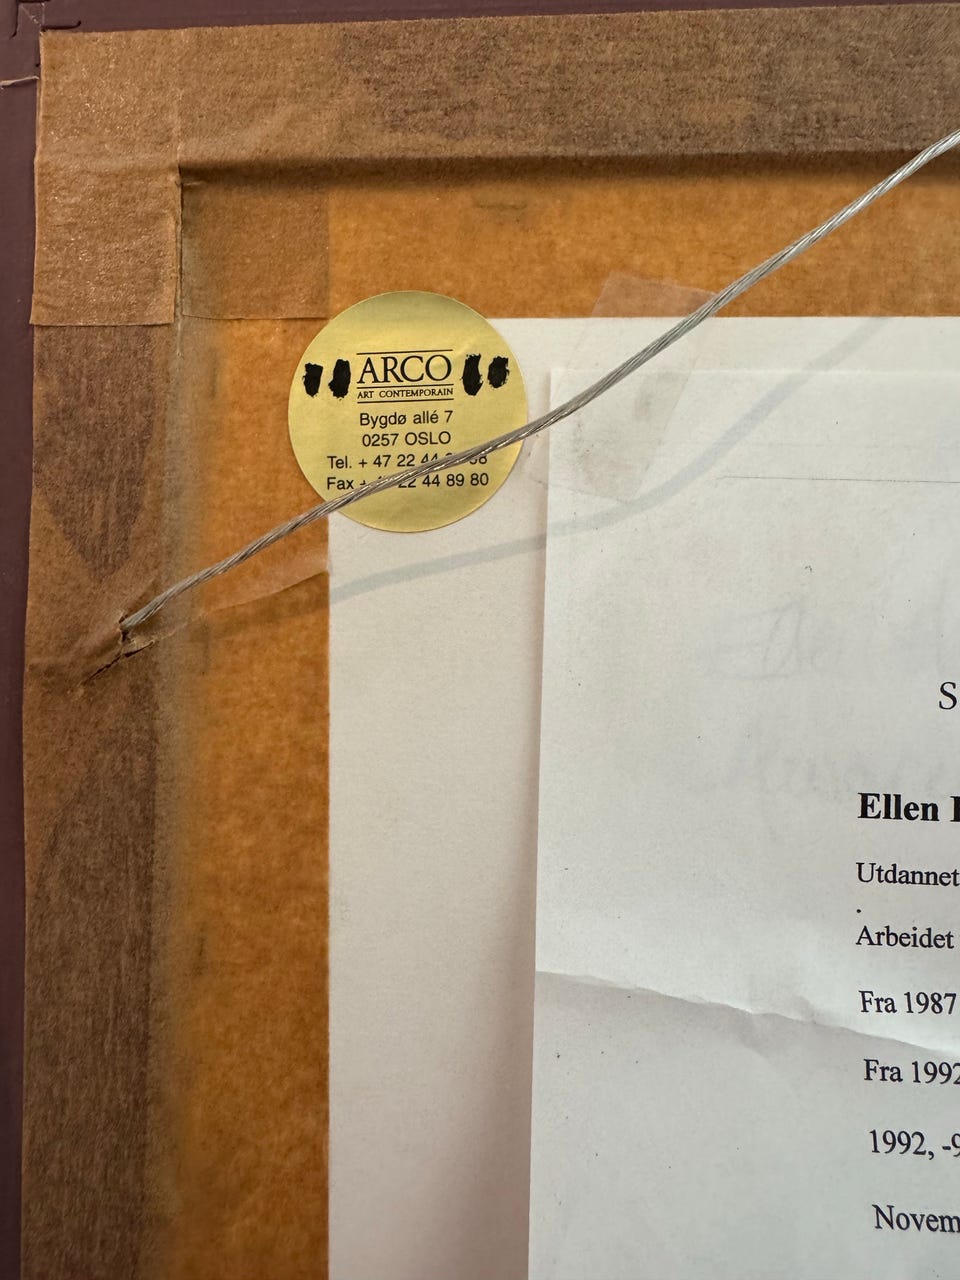 ARCO
ART CONTEMPORAIN
Bygdø allé 7
0257 OSLO
Tel. + 47 22 44
Fax + 22 44 89 80
S
Ellen
Utdannet
.
Arbeidet
Fra 1987
Fra 1992
1992, -9
Novem